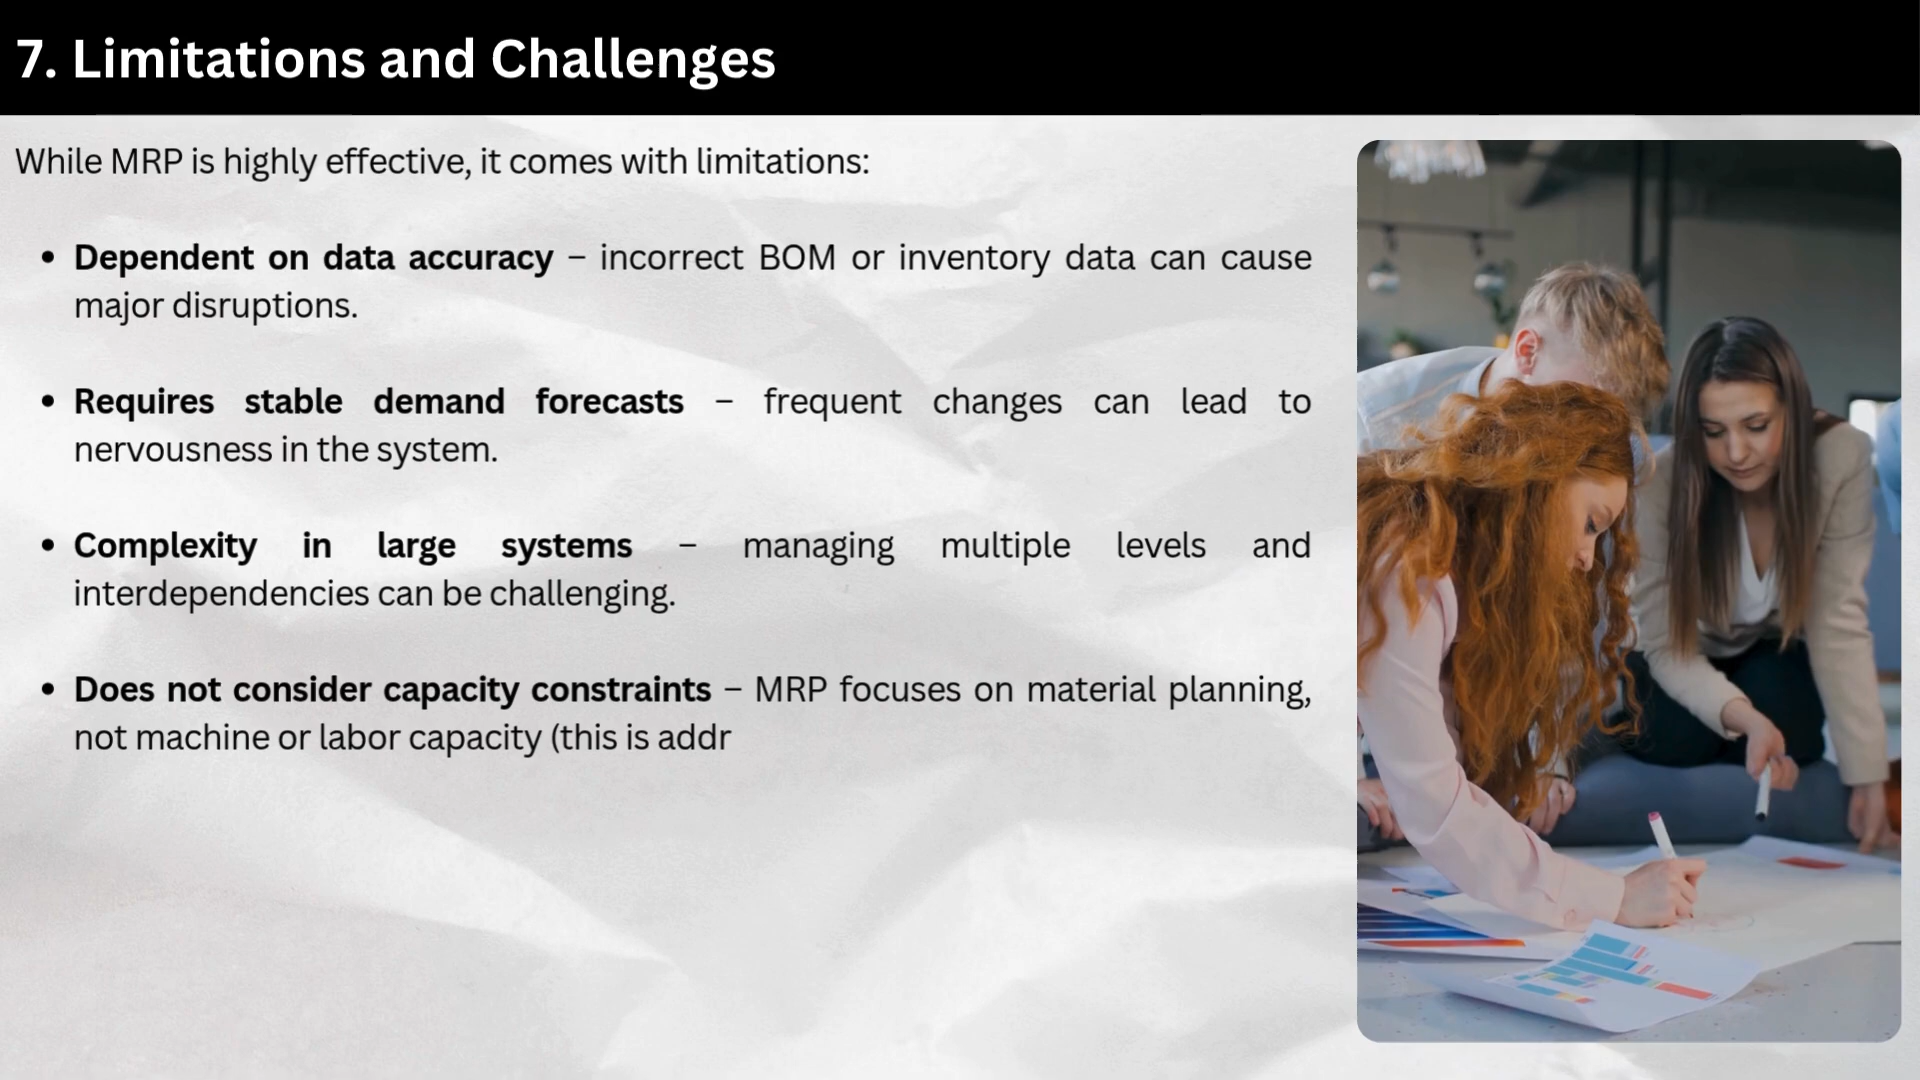 7. Limitations and Challenges
While MRP is highly effective, it comes with limitations:
• Dependent on data accuracy – incorrect BOM or inventory data can cause
major disruptions.
• Requires stable demand forecasts – frequent changes can lead to
nervousness in the system.
• Complexity in large systems – managing multiple levels and
interdependencies can be challenging.
• Does not consider capacity constraints – MRP focuses on material planning,
not machine or labor capacity (this is addr